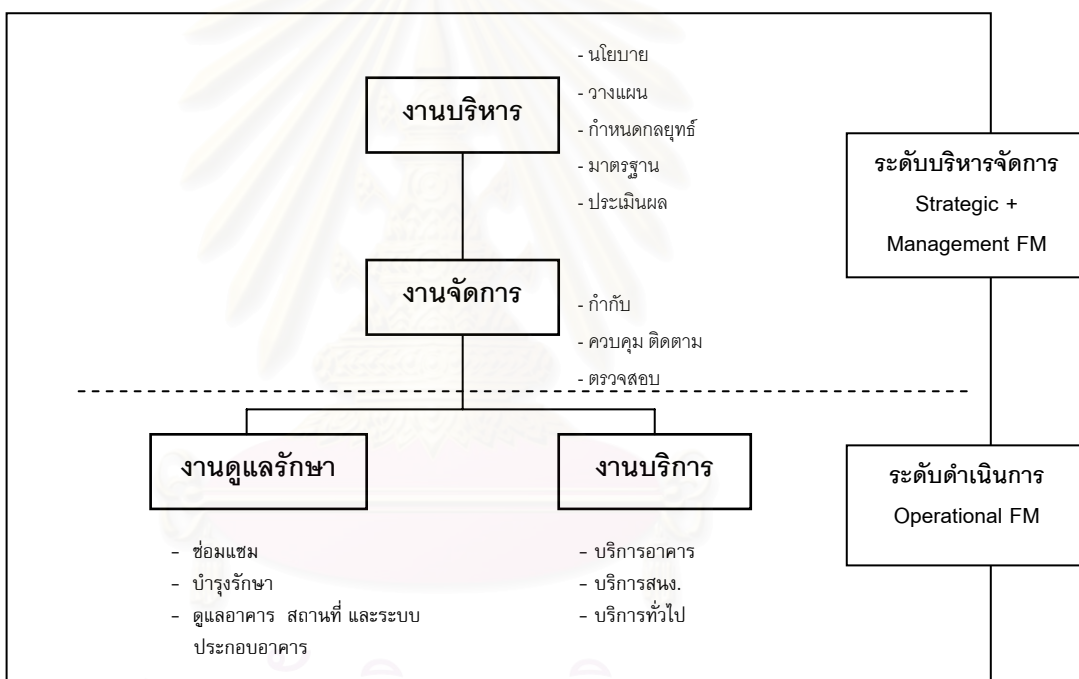 งานบริหาร
- นโยบาย
- วางแผน
- กำหนดกลยุทธ์
- มาตรฐาน
- ประเมินผล
ระดับบริหารจัดการ
Strategic +
Management FM
งานจัดการ
- กำกับ
- ควบคุม ติดตาม
- ตรวจสอบ
งานดูแลรักษา
- ซ่อมแซม
- บำรุงรักษา
- ดูแลอาคาร สถานที่ และระบบ
ประกอบอาคาร
งานบริการ
- บริการอาคาร
- บริการสนง.
- บริการทั่วไป
ระดับดำเนินการ
Operational FM